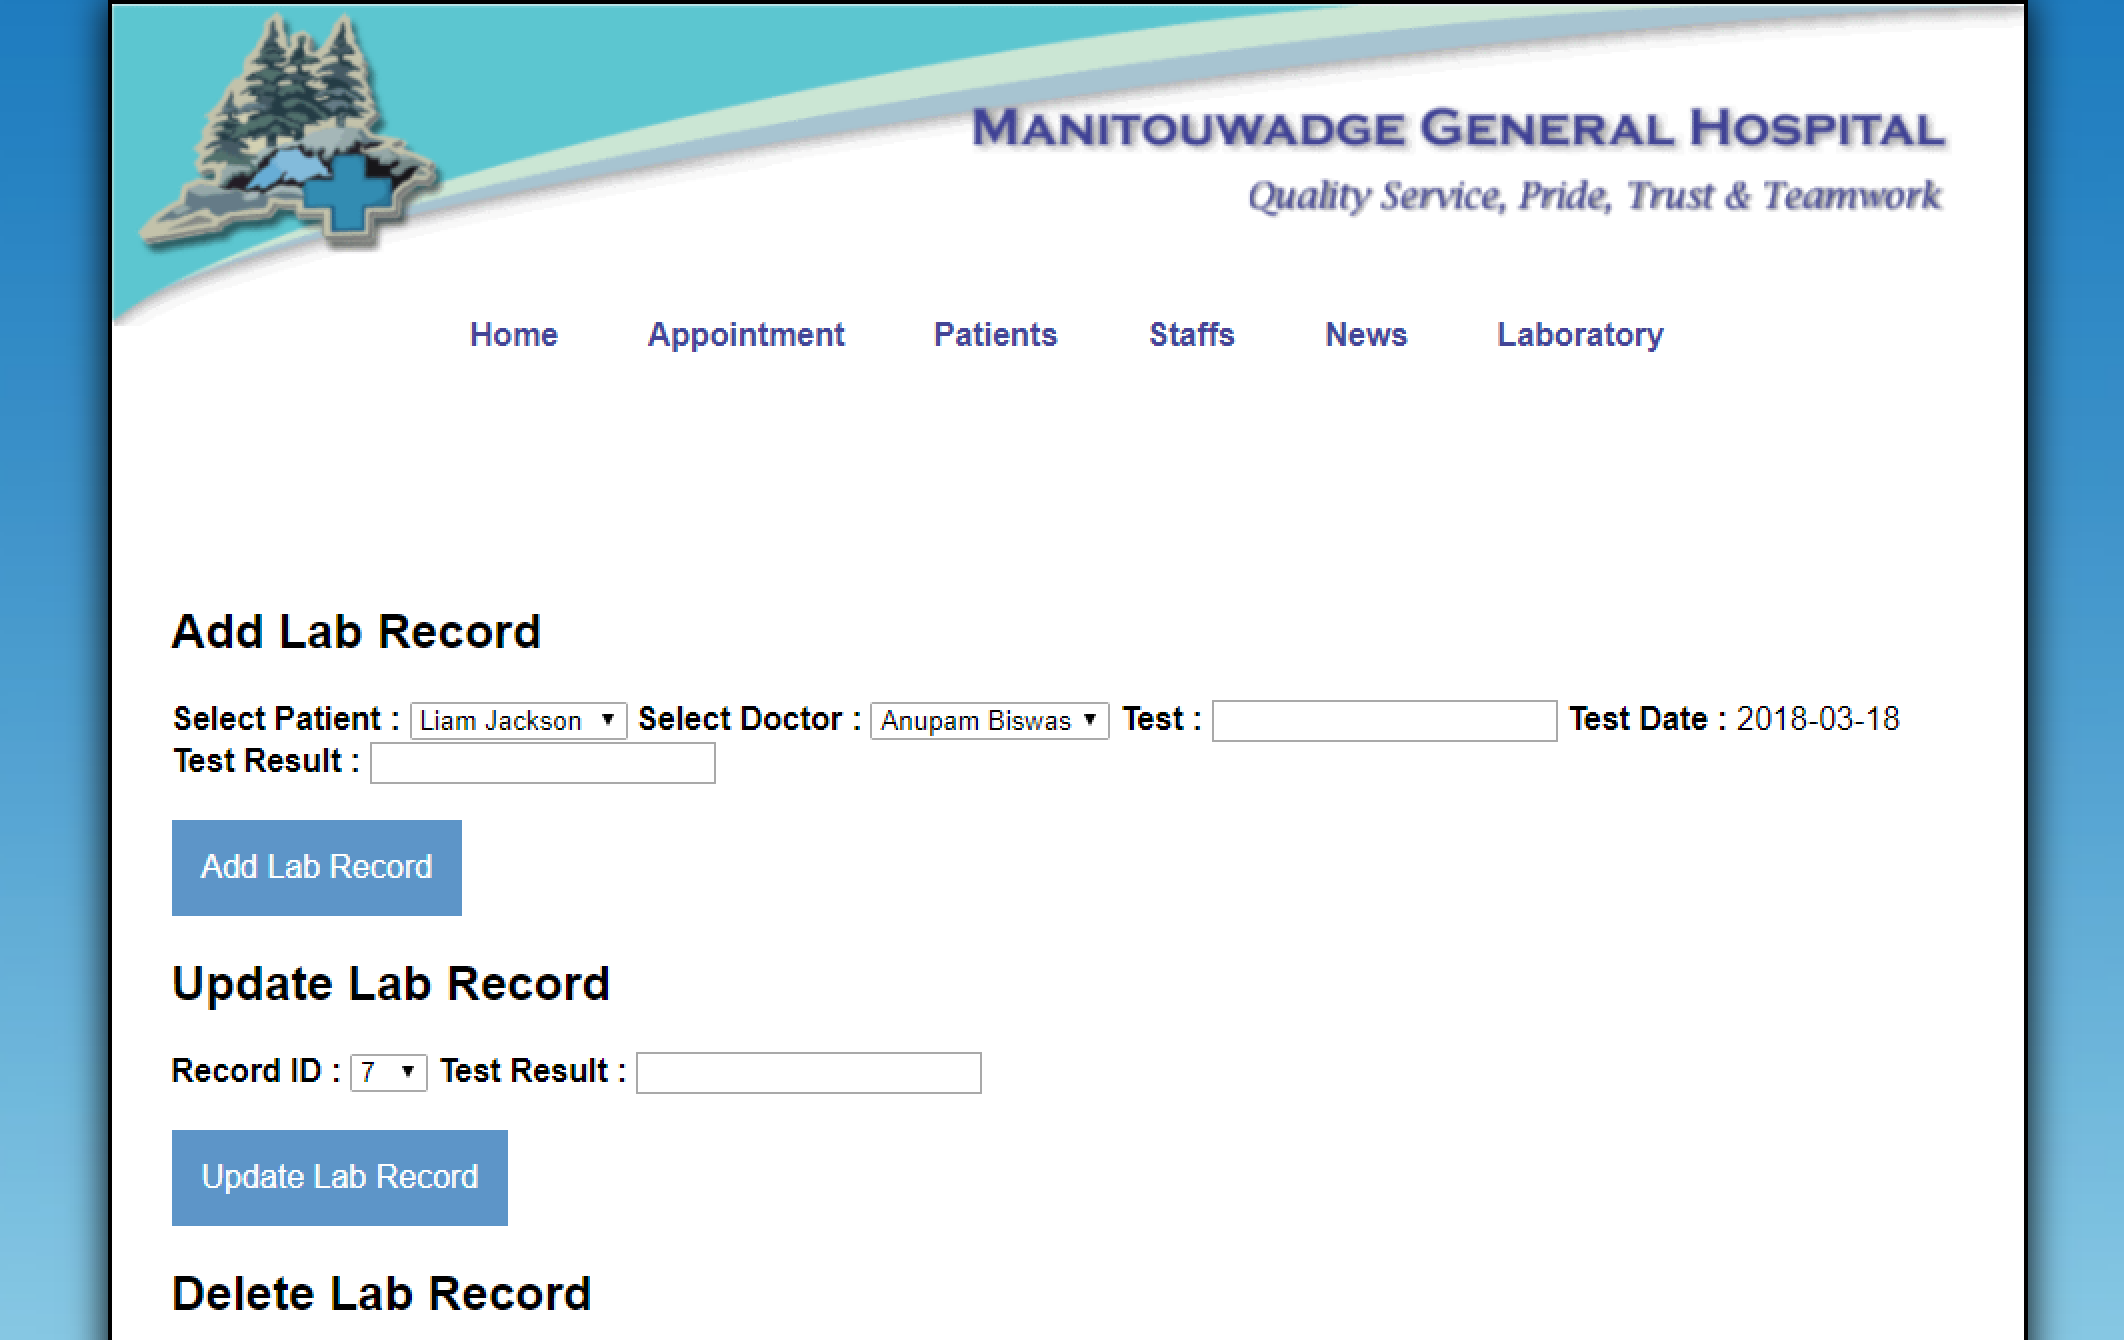 MANITOUWADGE GENERAL HOSPITAL
Quality Service, Pride, Trust & Teamwork
Home Appointment Patients Staffs News Laboratory
Add Lab Record
Select Patient : Liam Jackson ▼ Select Doctor : Anupam Biswas ▼ Test : Test Date : 2018-03-18
Test Result :
Add Lab Record
Update Lab Record
Record ID : 7 ▼ Test Result :
Update Lab Record
Delete Lab Record